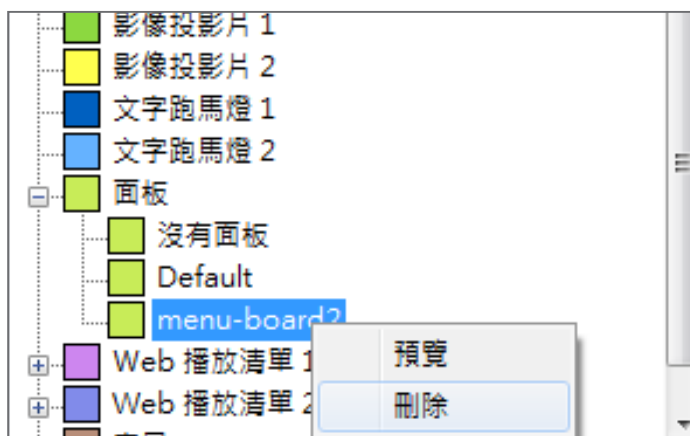 影像投影片 1
影像投影片 2
文字跑馬燈 1
文字跑馬燈 2
面板
沒有面板
Default
menu-board2
Web 播放清單 1
預覽
Web 播放清單 2
刪除